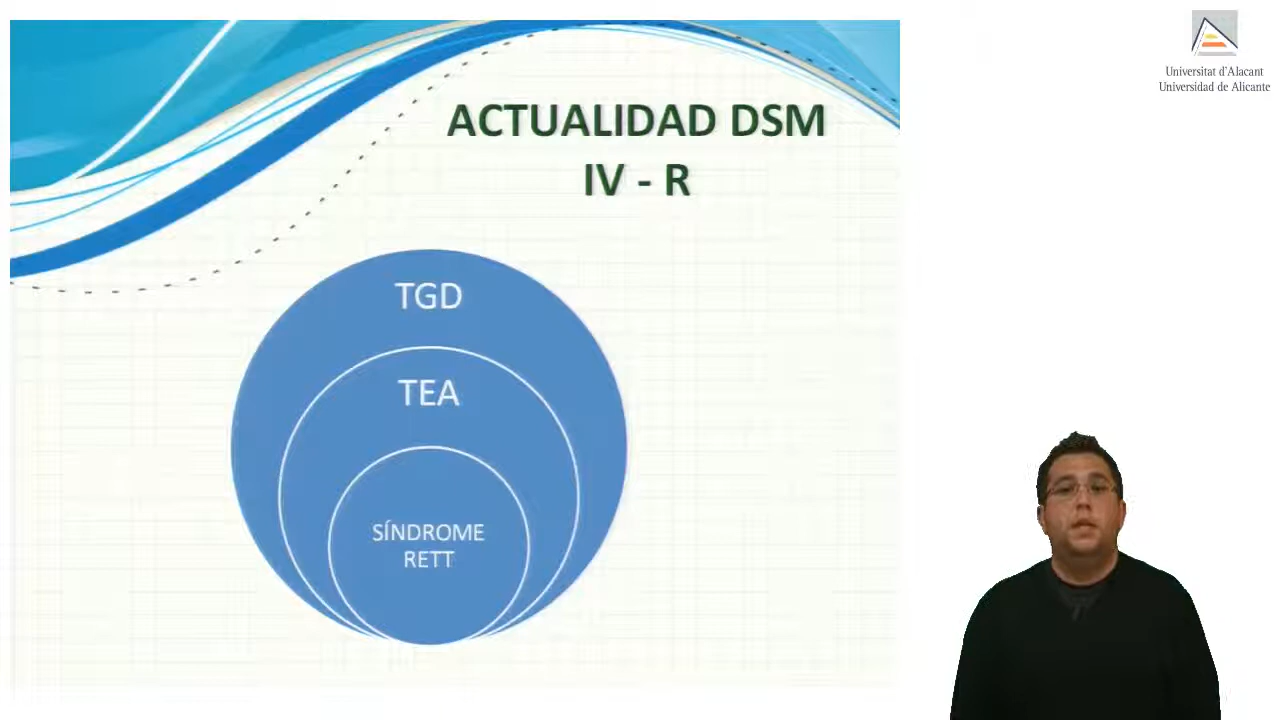 ACTUALIDAD DSM
IV - R
TGD
TEA
SÍNDROME
RETT
Universitat d'Alacant
Universidad de Alicante